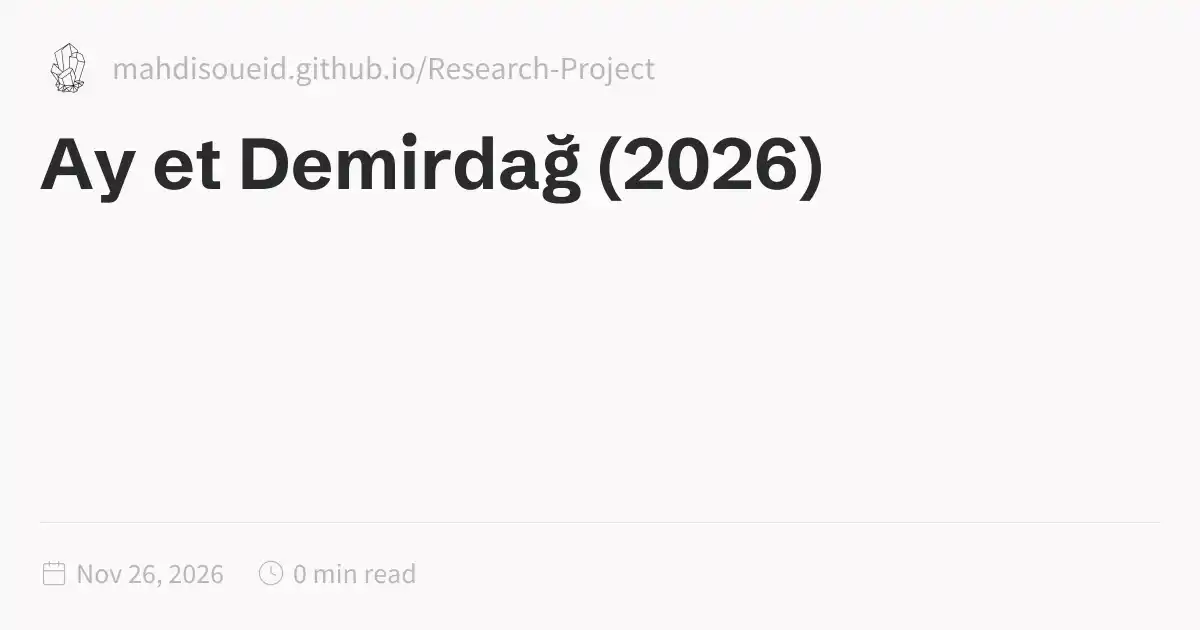 mahdisoueid.github.io/Research-Project
Ay et Demirdağ (2026)
Nov 26, 2026 0 min read